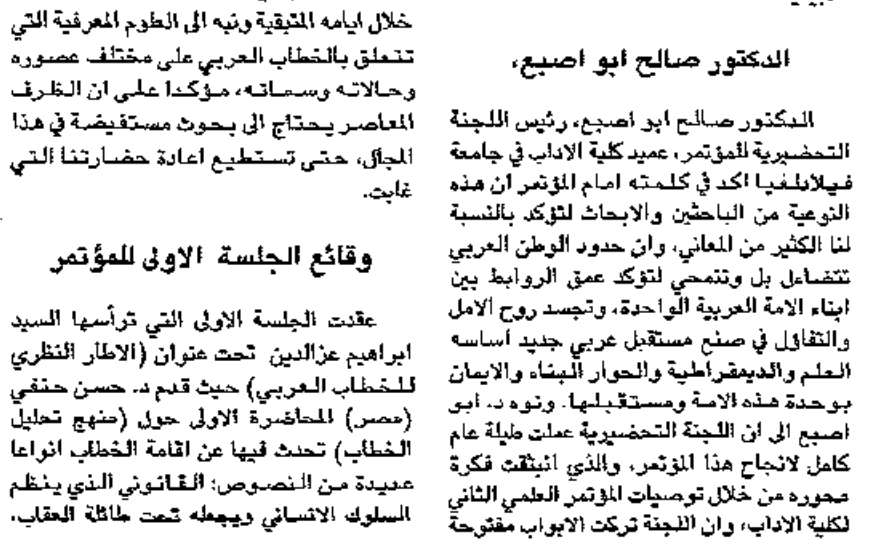 الدكتور صالح ابو اصبع،
الدكتور صالح ابو اصبع، رئيس اللجنة
التحضيرية للمؤتمر، عميد كلية الاداب في جامعة
فيلادلفيا اكد في كلمته امام المؤتمر ان هذه
النوعية من الباحثين والابحاث لتؤكد بالنسبة
لنا الكثير من المعاني، وان حدود الوطن العربي
تتضاءل بل وتنمحي لتؤكد عمق الروابط بين
ابناء الامة العربية الواحدة، وتجسد روح الامل
والتفاؤل في صنع مستقبل عربي جديد أساسه
العلم والديمقراطية والحوار البناء والايمان
بوحدة هذه الامة ومستقبلها. ونوه د. ابو
اصبع الى ان اللجنة التحضيرية عملت طيلة عام
كامل لانجاح هذا المؤتمر، والذي انبثقت فكرة
محوره من خلال توصيات المؤتمر العلمي الثاني
لكلية الاداب، وان اللجنة تركت الابواب مفتوحة
خلال ايامه المتبقية ونبه الى العلوم المعرفية التي
تتعلق بالخطاب العربي على مختلف عصوره
وحالاته وسماته، مؤكدا على ان الظرف
المعاصر يحتاج الى بحوث مستفيضة في هذا
المجال، حتى تستطيع اعادة حضارتنا التي
غابت.
وقائع الجلسة الاولى للمؤتمر
عقدت الجلسة الاولى التي ترأسها السيد
ابراهيم عزالدين تحت عنوان (الاطار النظري
للخطاب العربي) حيث قدم د. حسن حنفي
(مصر) المحاضرة الاولى حول (منهج تحليل
الخطاب) تحدث فيها عن اقامة الخطاب انواعا
عديدة من النصوص: القانوني الذي ينظم
السلوك الانساني ويجعله تحت طائلة العقاب،